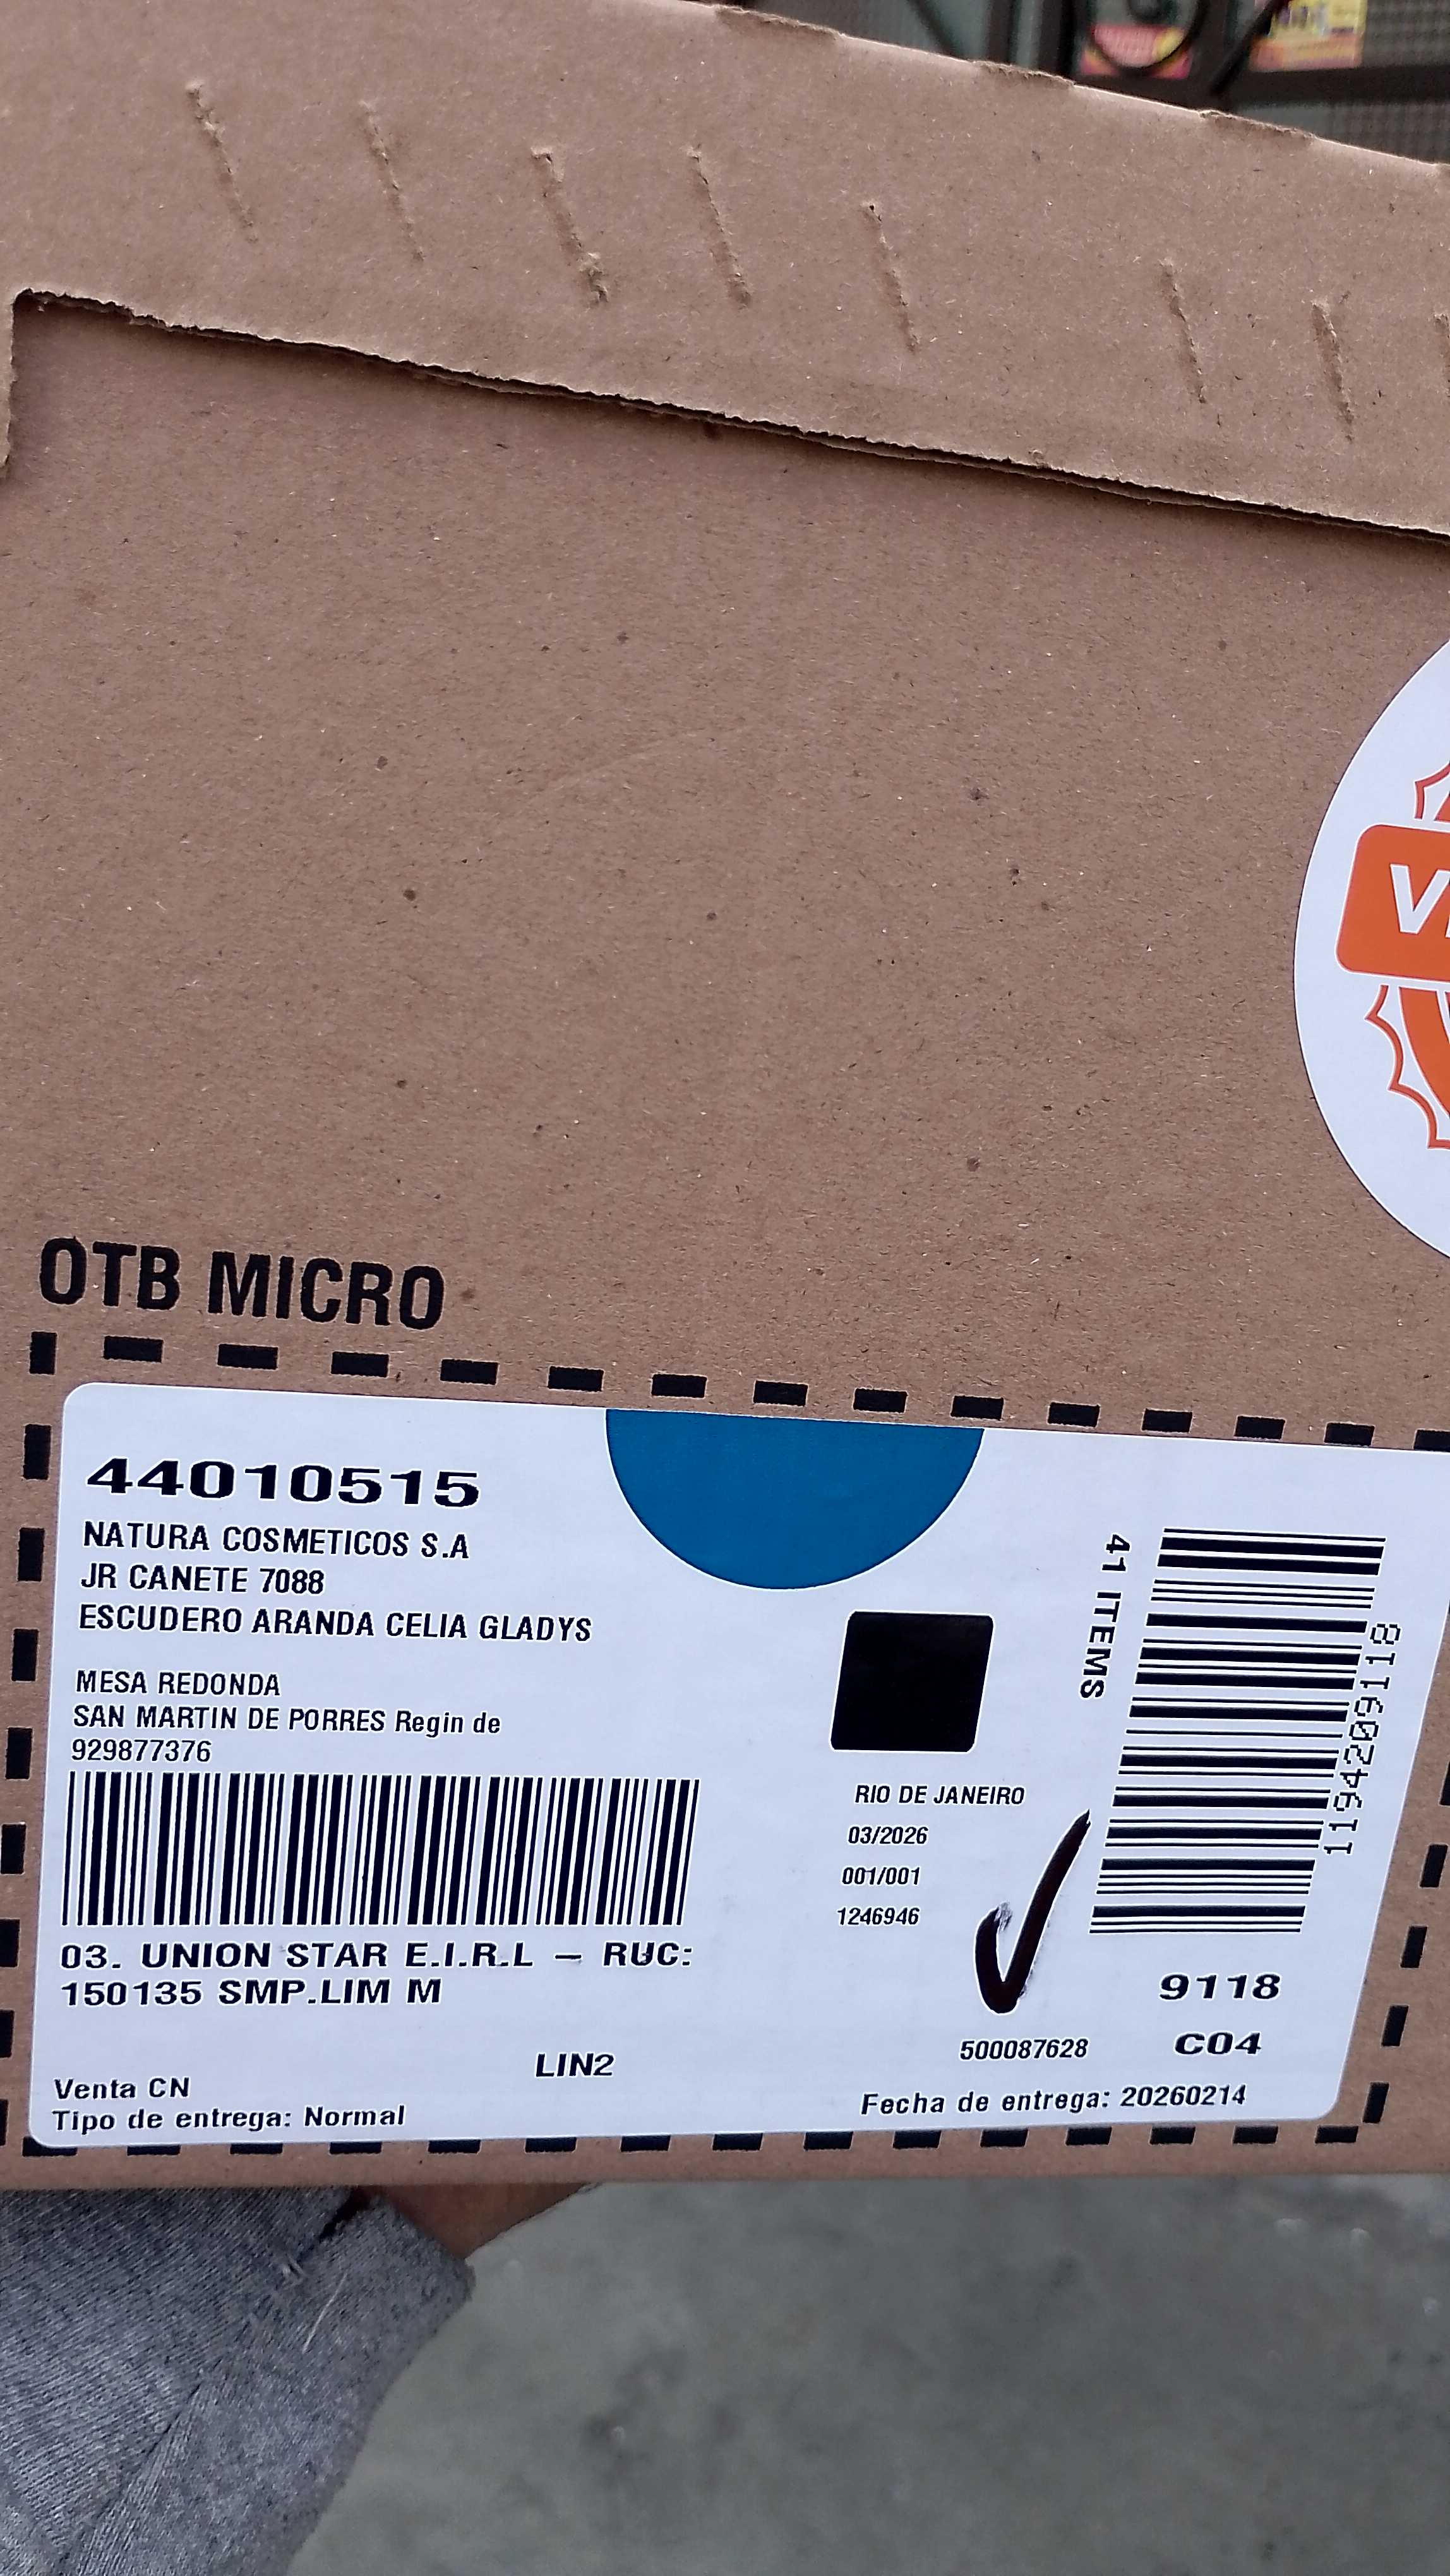 OTB MICRO
44010515
NATURA COSMETICOS S.A
JR CANETE 7088
ESCUDERO ARANDA CELIA GLADYS
MESA REDONDA
SAN MARTIN DE PORRES Regin de
929877376
03. UNION STAR E.I.R.L – RUC:
150135 SMP.LIM M
LIN2
Venta CN
Tipo de entrega: Normal
RIO DE JANEIRO
03/2026
001/001
1246946
41 ITEMS
11964209116118
9118
500087628
C04
Fecha de entrega: 20260214